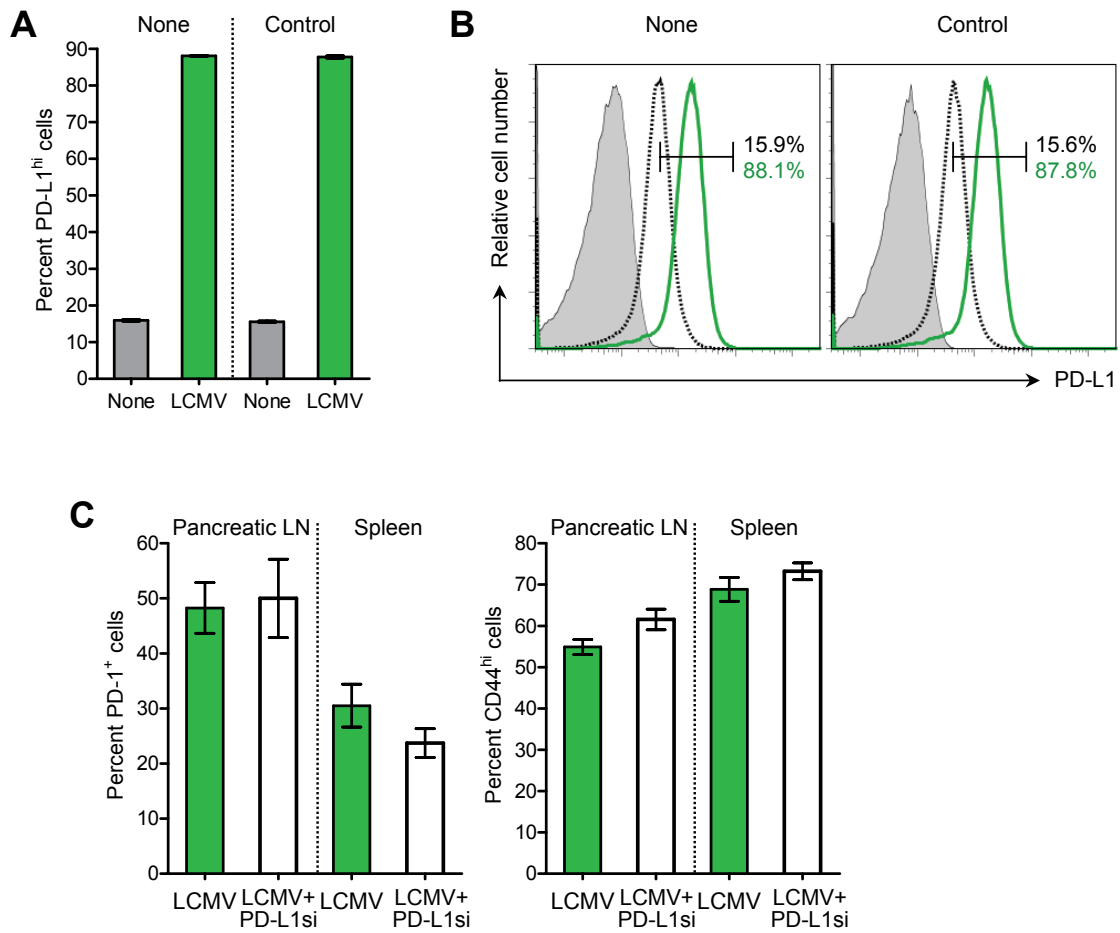 A
None Control
Percent PD-L1hi cells
90
80
70
60
50
40
30
20
10
0
None LCMV None LCMV
B
None Control
Relative cell number
15.9%
88.1%
15.6%
87.8%
PD-L1
C
Pancreatic LN Spleen
Percent PD-1+ cells
60
50
40
30
20
10
0
LCMV LCMV+ LCMV LCMV+
PD-L1si PD-L1si
Pancreatic LN Spleen
Percent CD44hi cells
80
70
60
50
40
30
20
10
0
LCMV LCMV+ LCMV LCMV+
PD-L1si PD-L1si